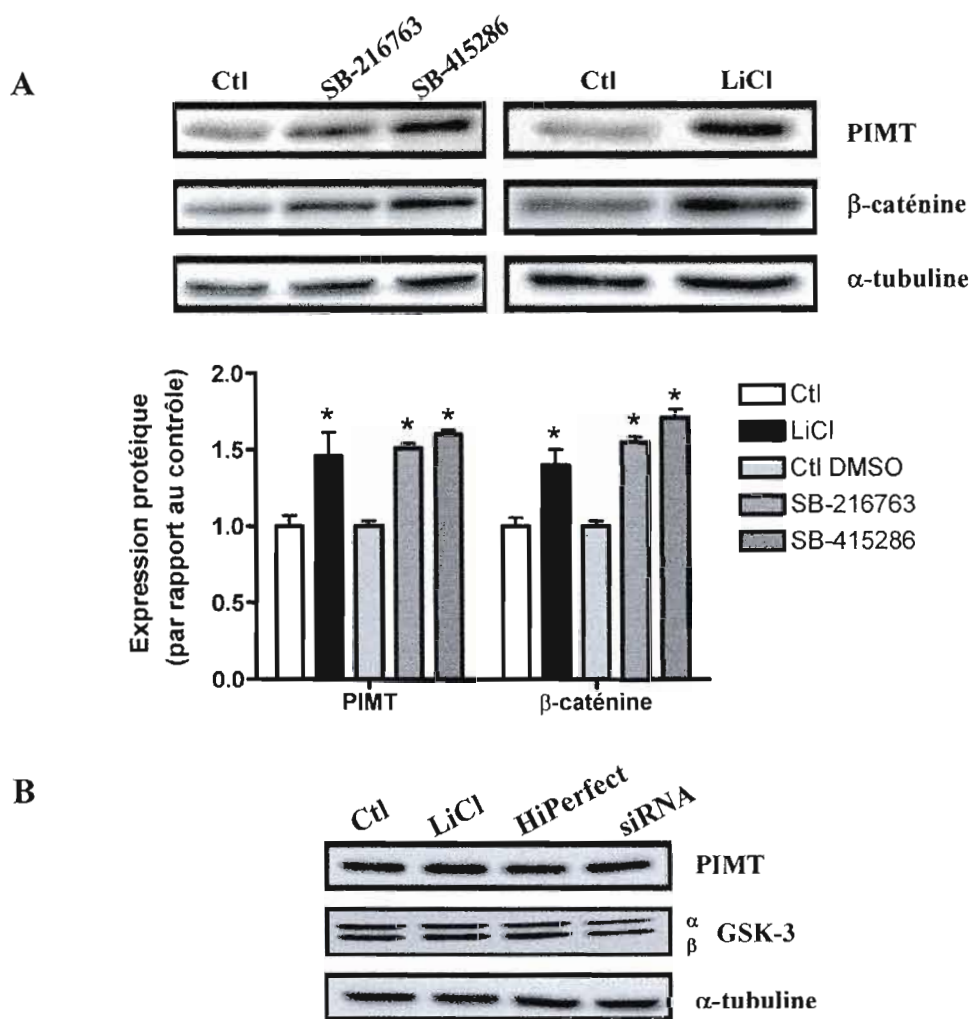 A
Ctl SB-216763 SB-415286 Ctl LiCl
PIMT
β-caténine
α-tubuline
Expression protéique
(par rapport au contrôle)
2.0
1.5
1.0
0.5
0.0
* * * * * *
PIMT β-caténine
Ctl
LiCl
Ctl DMSO
SB-216763
SB-415286
B
Ctl LiCl HiPerfect siRNA
PIMT
α
β GSK-3
α-tubuline